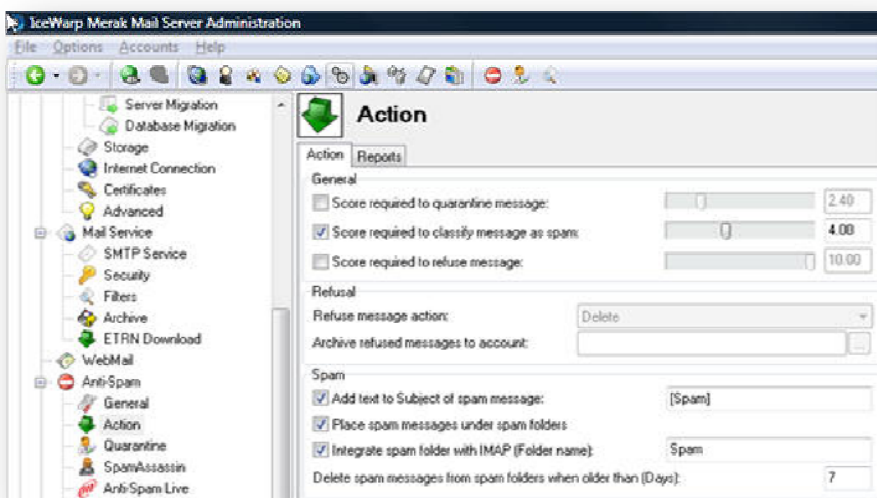 IceWarp Merak Mail Server Administration
File Options Accounts Help
Server Migration
Database Migration
Storage
Internet Connection
Certificates
Advanced
Mail Service
SMTP Service
Security
Filters
Archive
ETRN Download
WebMail
Anti-Spam
General
Action
Quarantine
SpamAssassin
Anti-Spam Live
Action
Action Reports
General
Score required to quarantine message: 2.40
Score required to classify message as spam: 4.00
Score required to refuse message: 10.00
Refusal
Refuse message action: Delete
Archive refused messages to account: ...
Spam
Add text to Subject of spam message: [Spam]
Place spam messages under spam folders
Integrate spam folder with IMAP (Folder name): Spam
Delete spam messages from spam folders when older than (Days): 7